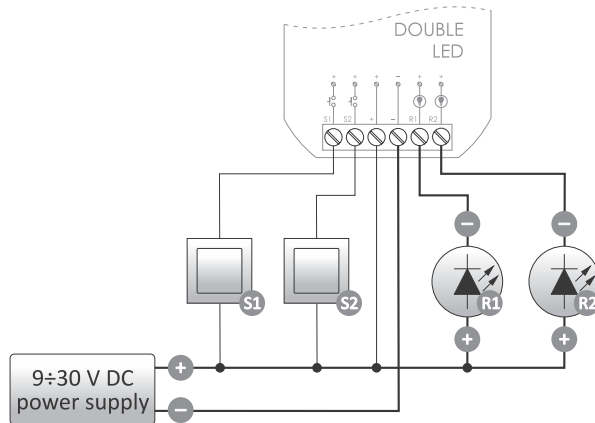 DOUBLE
LED
+ + + - + +
S1 S2 + - R1 R2
- -
S1 S2 R1 R2
+ +
9÷30 V DC +
power supply -